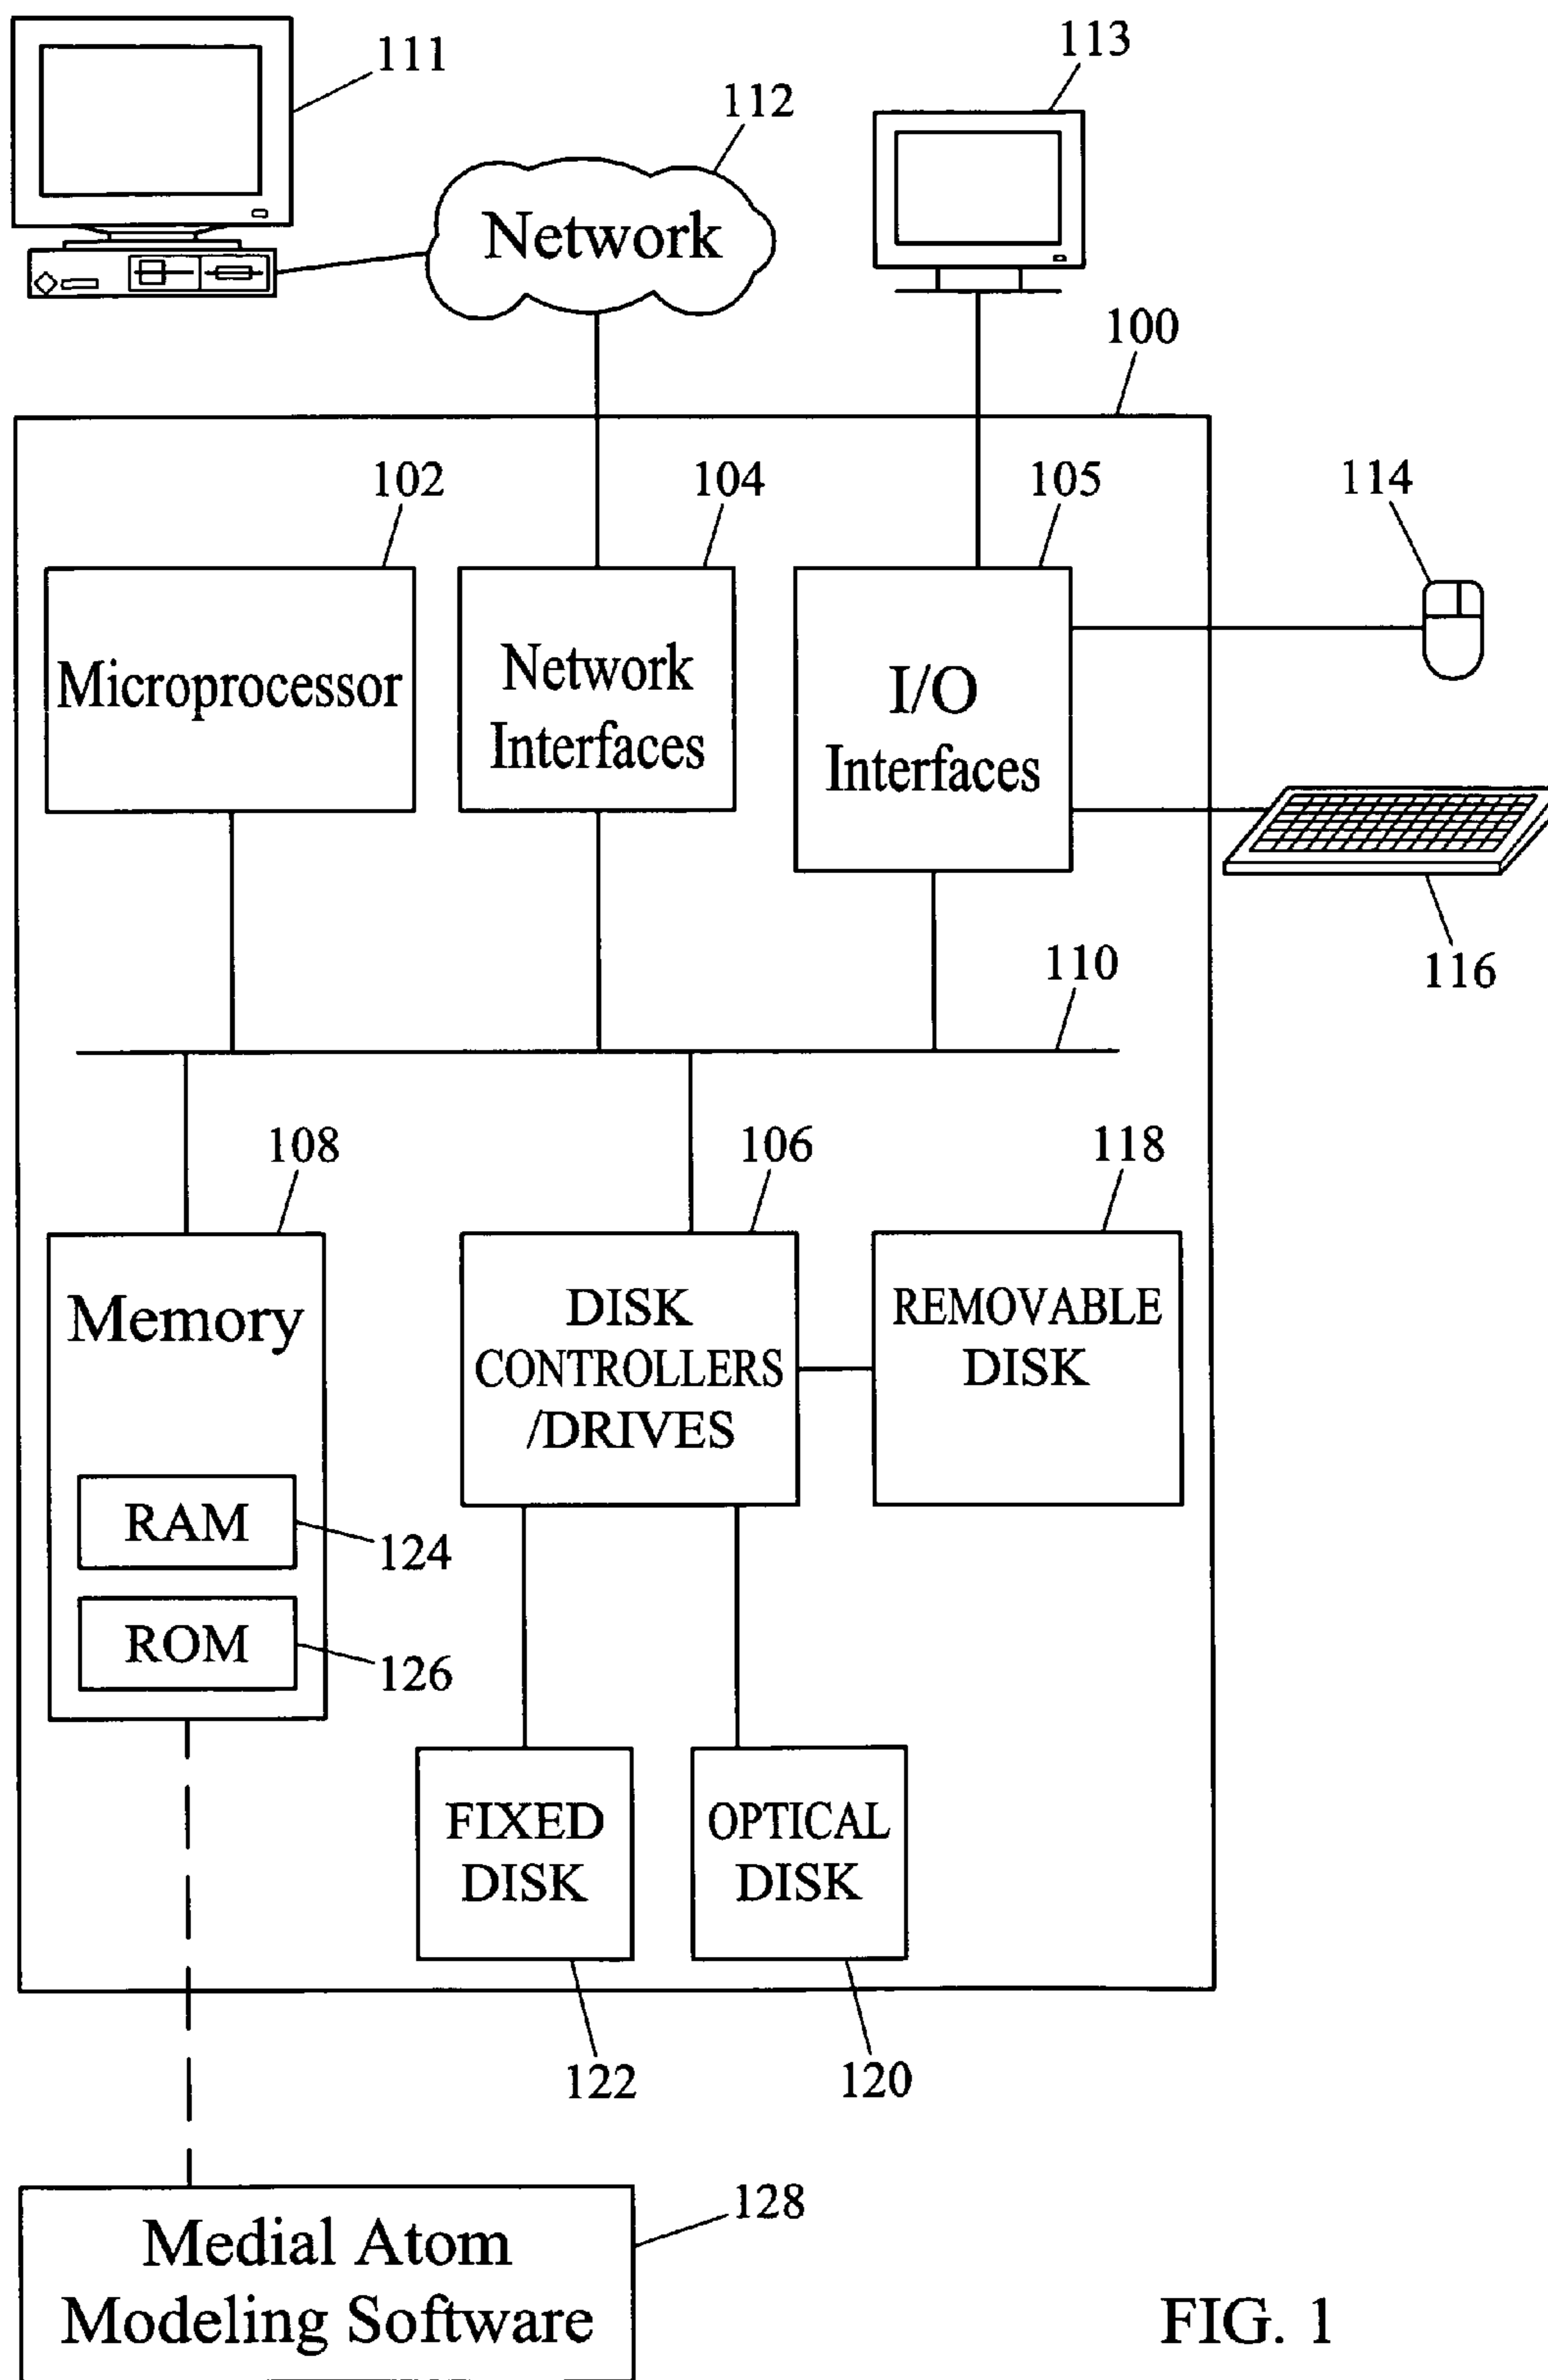 111
112
113
Network
100
102
104
105
114
Microprocessor
Network
Interfaces
I/O
Interfaces
116
110
108
106
118
Memory
DISK
CONTROLLERS
/DRIVES
REMOVABLE
DISK
RAM
124
ROM
126
FIXED
DISK
OPTICAL
DISK
122
120
128
Medial Atom
Modeling Software
FIG. 1